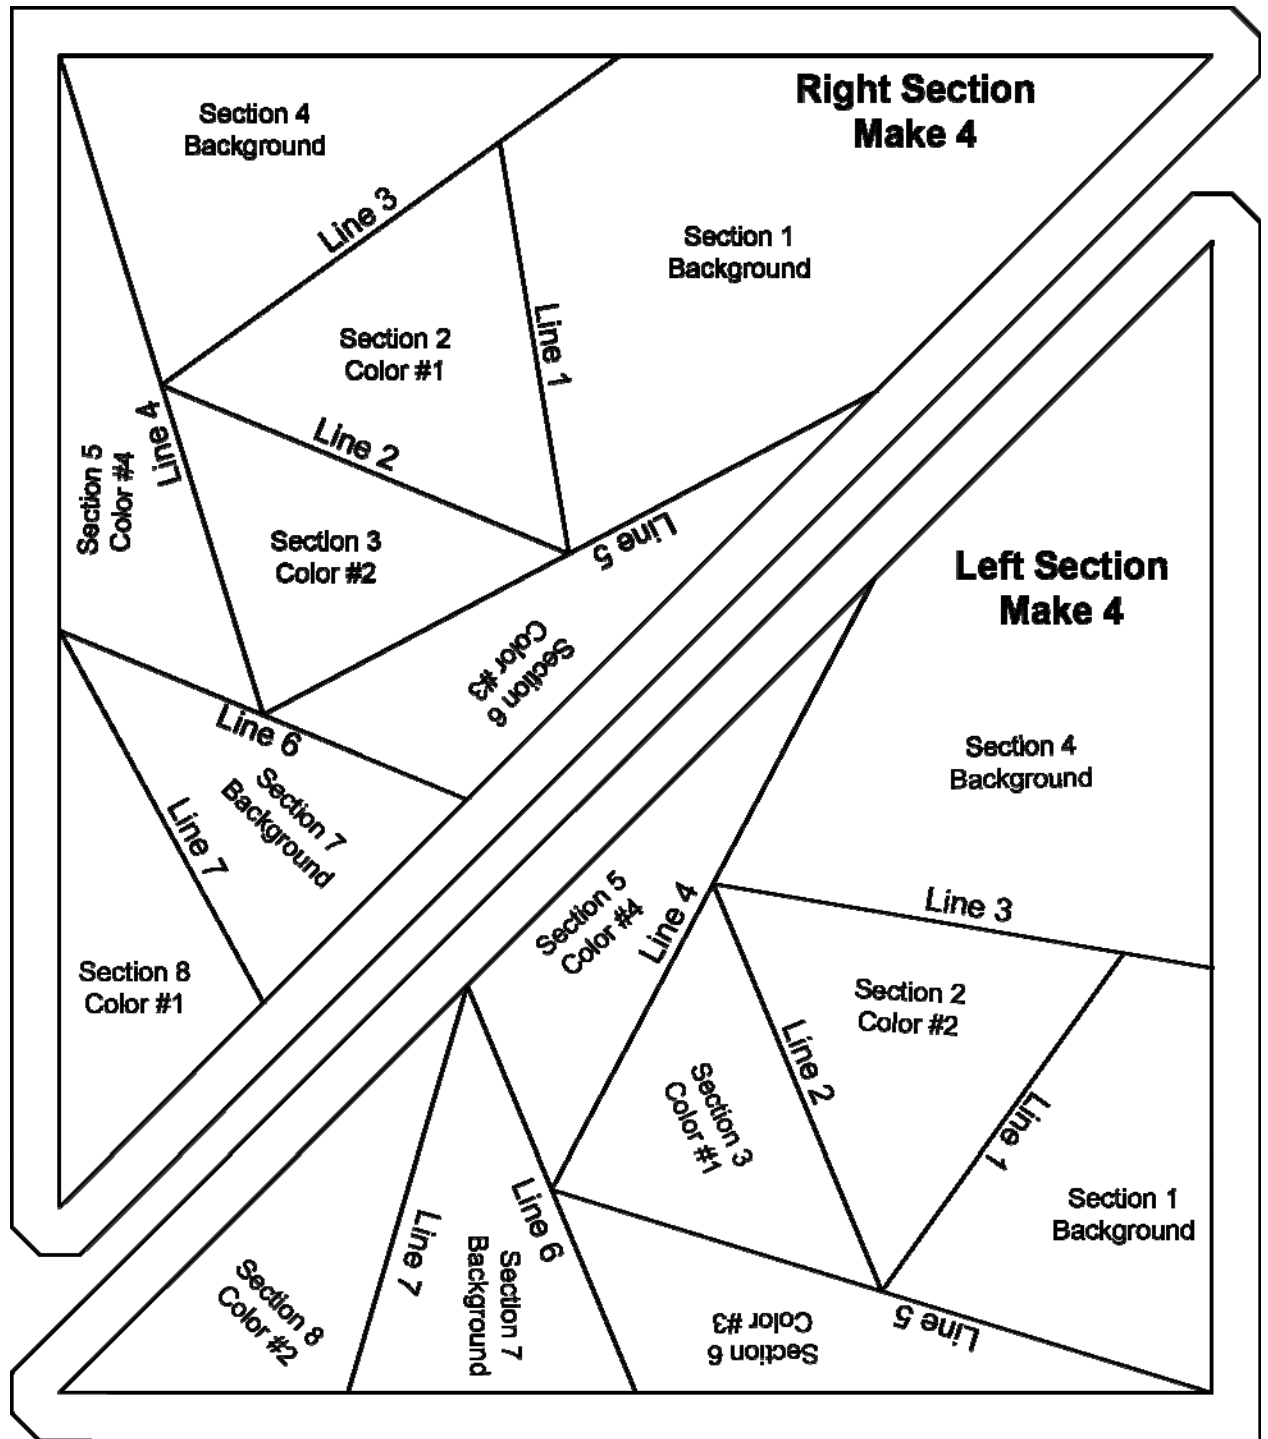 Right Section
Make 4
Section 4
Background
Line 3
Section 1
Background
Line 1
Section 2
Color #1
Line 2
Line 4
Section 5
Color #4
Section 3
Color #2
Line 5
Section 6
Color #3
Line 6
Section 7
Background
Line 7
Section 8
Color #1
Left Section
Make 4
Section 4
Background
Line 3
Section 5
Color #4
Line 4
Section 2
Color #2
Line 2
Section 3
Color #1
Line 1
Section 1
Background
Line 6
Line 7
Section 7
Background
Section 8
Color #2
Section 6
Color #3
Line 5